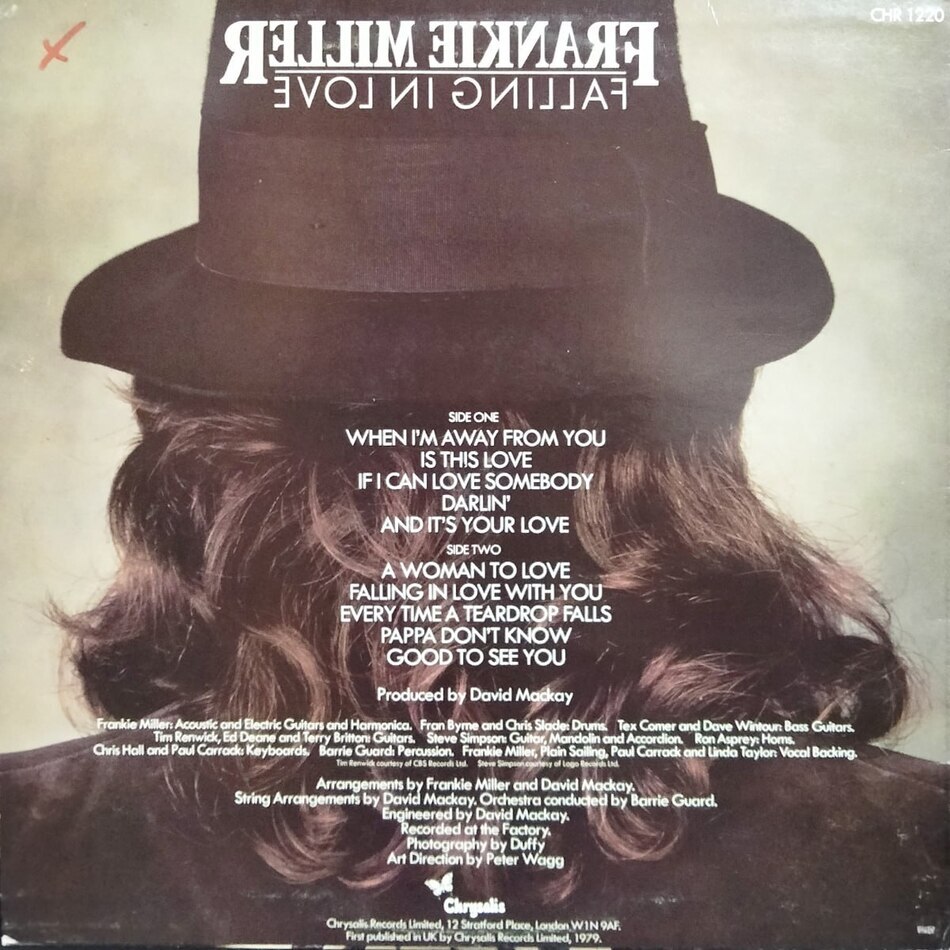 CHR 1220
FRANKIE MILLER
FALLING IN LOVE
SIDE ONE
WHEN I'M AWAY FROM YOU
IS THIS LOVE
IF I CAN LOVE SOMEBODY
DARLIN'
AND IT'S YOUR LOVE
SIDE TWO
A WOMAN TO LOVE
FALLING IN LOVE WITH YOU
EVERY TIME A TEARDROP FALLS
PAPPA DON'T KNOW
GOOD TO SEE YOU
Produced by David Mackay
Frankie Miller: Acoustic and Electric Guitars and Harmonica. Fran Byrne and Chris Slade: Drums. Tex Comer and Dave Wintour: Bass Guitars.
Tim Renwick, Ed Deane and Terry Britton: Guitars. Steve Simpson: Guitar, Mandolin and Accordion. Ron Asprey: Horns.
Chris Hall and Paul Carrack: Keyboards. Barrie Guard: Percussion. Frankie Miller, Plain Sailing, Paul Carrack and Linda Taylor: Vocal Backing.
Tim Renwick courtesy of CBS Records Ltd. Steve Simpson courtesy of Logo Records Ltd.
Arrangements by Frankie Miller and David Mackay.
String Arrangements by David Mackay. Orchestra conducted by Barrie Guard.
Engineered by David Mackay.
Recorded at the Factory.
Photography by Duffy
Art Direction by Peter Wagg
Chrysalis
Chrysalis Records Limited, 12 Stratford Place, London W1N 9AF.
First published in UK by Chrysalis Records Limited, 1979.